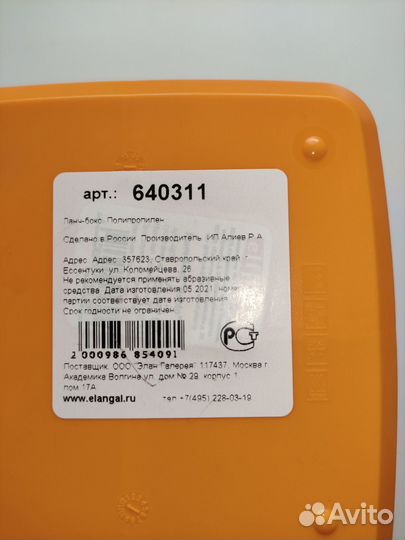 арт.: 640311
Ланч-бокс. Полипропилен
Сделано в России. Производитель: ИП Алиев Р.А.
Адрес: Адрес: 357623, Ставропольский край, г.
Ессентуки, ул. Коломейцева, 26
Не рекомендуется применять абразивные
средства. Дата изготовления 05.2021, номер
партии соответствует дате изготовления.
Срок годности не ограничен.
2 000986 854091
РСТ
Поставщик: ООО "Элан Галерея" 117437, Москва г,
Академика Волгина ул, дом № 29, корпус 1,
пом 17А
www.elangal.ru тел.+7(495) 228-03-19
Avito